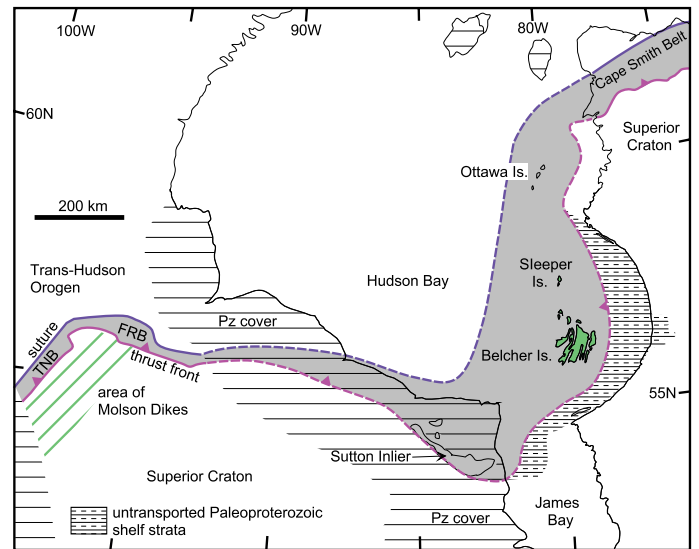 100W
90W
80W
Cape Smith Belt
60N
Superior
Craton
Ottawa Is.
200 km
Trans-Hudson
Orogen
Hudson Bay
Sleeper
Is.
Pz cover
suture
TNB
FRB
thrust front
Belcher Is.
area of
Molson Dikes
55N
Sutton Inlier
Superior Craton
untransported Paleoproterozoic
shelf strata
Pz cover
James
Bay